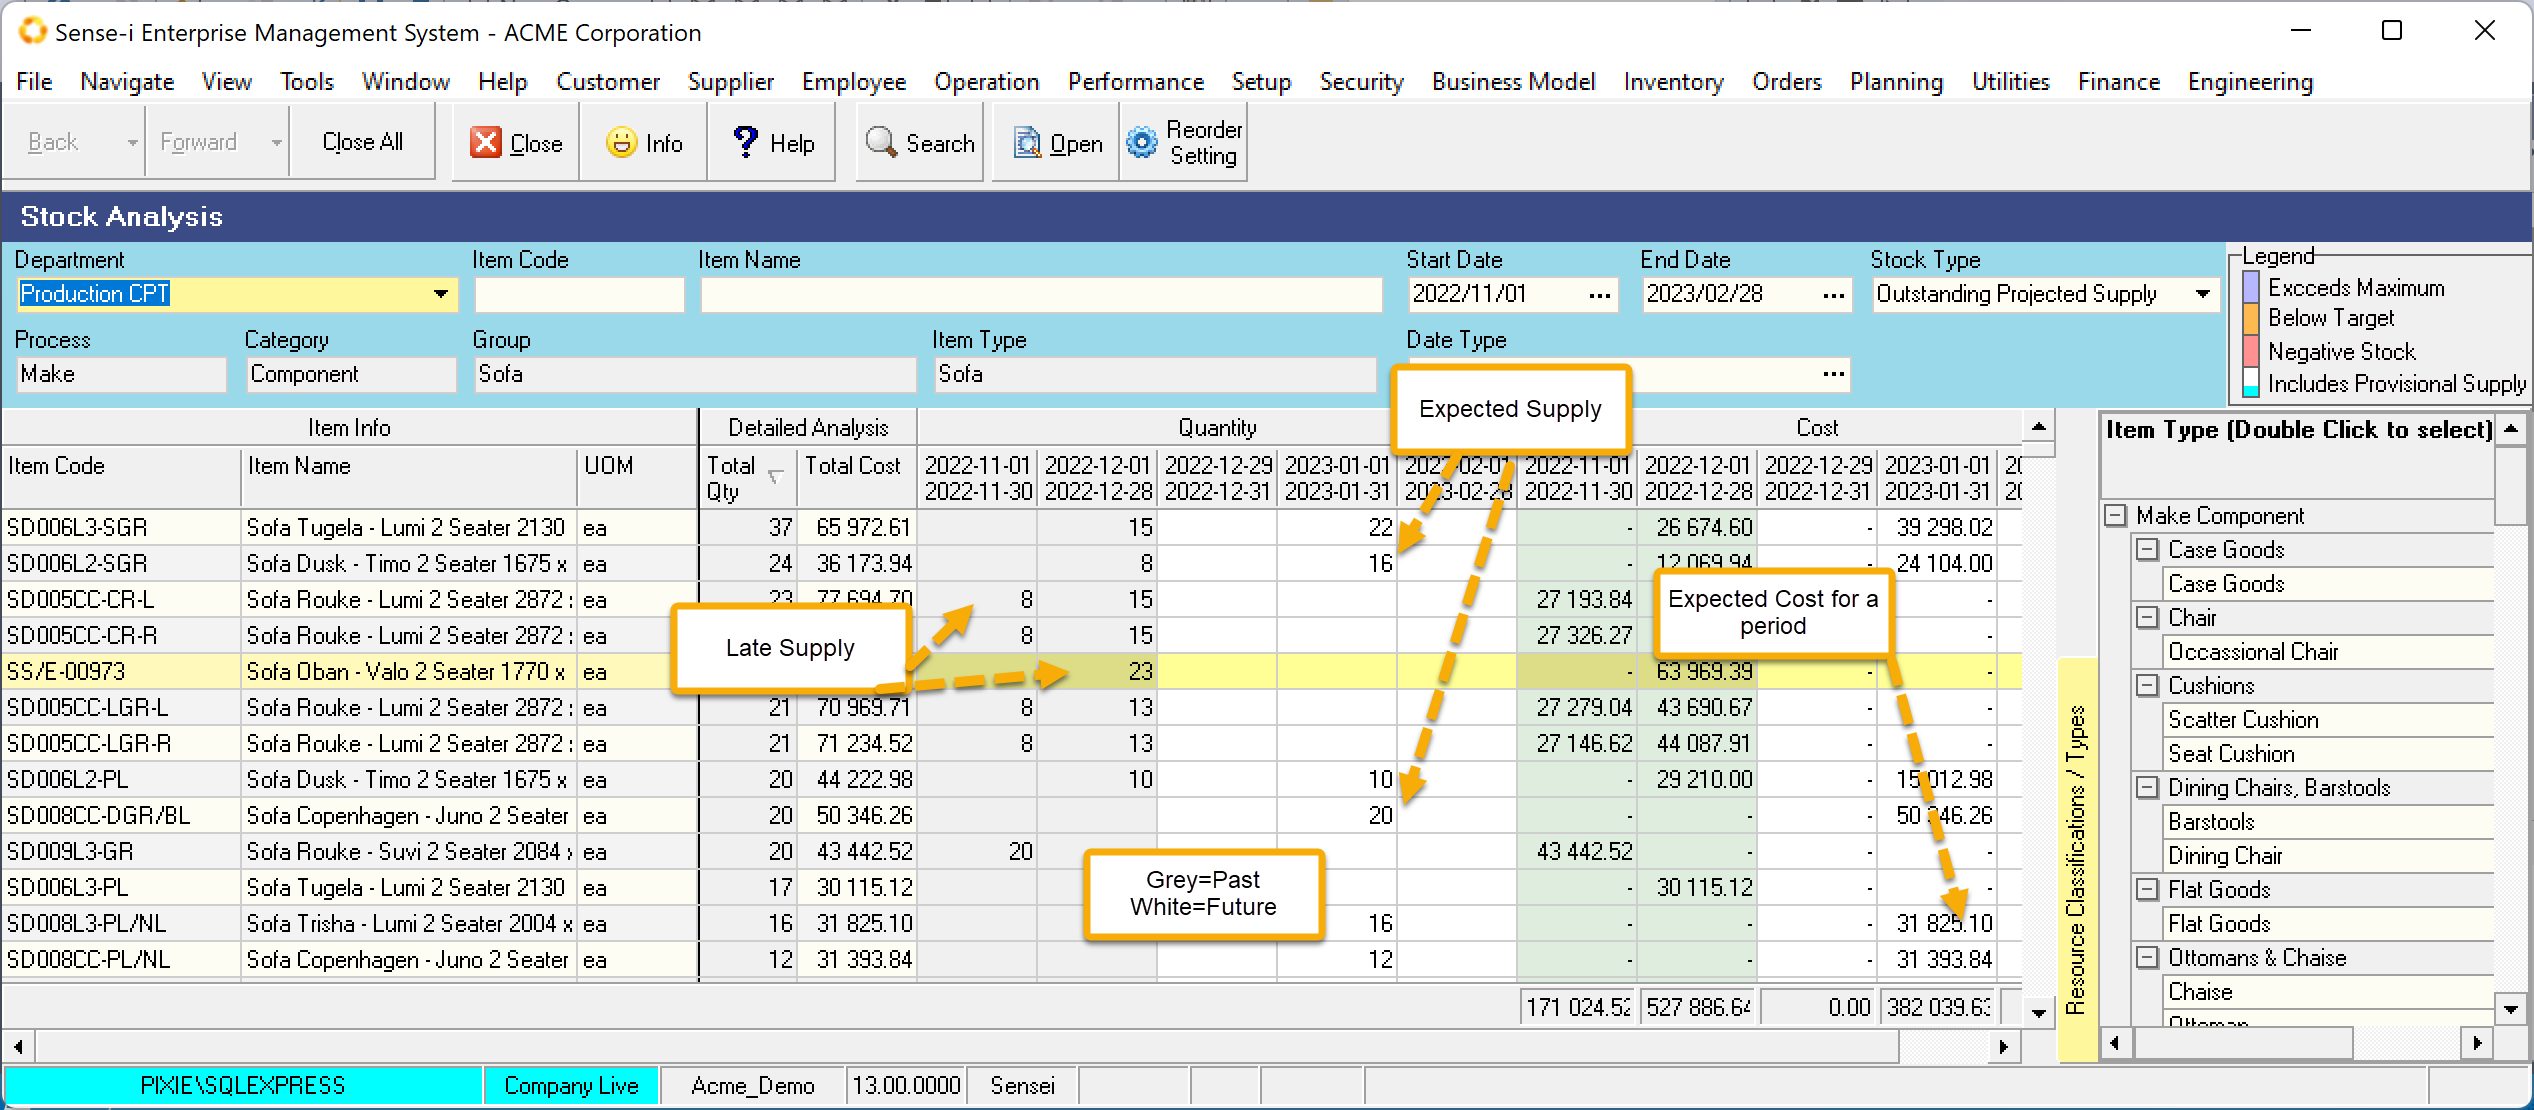 Sense-i Enterprise Management System - ACME Corporation
File Navigate View Tools Window Help Customer Supplier Employee Operation Performance Setup Security Business Model Inventory Orders Planning Utilities Finance Engineering
Back Forward Close All Close Info Help Search Open Reorder Setting
Stock Analysis
Department Item Code Item Name Start Date End Date Stock Type
Production CPT 2022/11/01 ... 2023/02/28 ... Outstanding Projected Supply
Process Category Group Item Type Date Type
Make Component Sofa Sofa ...
Legend
Exceeds Maximum
Below Target
Negative Stock
Includes Provisional Supply
Expected Supply
Item Info Detailed Analysis Quantity Cost
Item Code Item Name UOM Total Qty Total Cost 2022-11-01 2022-12-01 2022-12-29 2023-01-01 2023-02-01 2022-11-01 2022-12-01 2022-12-29 2023-01-01
2022-11-30 2022-12-28 2022-12-31 2023-01-31 2023-02-28 2022-11-30 2022-12-28 2022-12-31 2023-01-31
SD006L3-SGR Sofa Tugela - Lumi 2 Seater 2130 ea 37 65 972.61 15 22 - 26 674.60 - 39 298.02
SD006L2-SGR Sofa Dusk - Timo 2 Seater 1675 x ea 24 36 173.94 8 16 - 12 069.94 - 24 104.00
SD005CC-CR-L Sofa Rouke - Lumi 2 Seater 2872 : ea 23 77 694.70 8 15 27 193.84 -
SD005CC-CR-R Sofa Rouke - Lumi 2 Seater 2872 : ea 8 15 27 326.27 -
SS/E-00973 Sofa Oban - Valo 2 Seater 1770 x ea 23 - 63 969.39 - -
SD005CC-LGR-L Sofa Rouke - Lumi 2 Seater 2872 : ea 21 70 969.71 8 13 27 279.04 43 690.67 - -
SD005CC-LGR-R Sofa Rouke - Lumi 2 Seater 2872 : ea 21 71 234.52 8 13 27 146.62 44 087.91 - -
SD006L2-PL Sofa Dusk - Timo 2 Seater 1675 x ea 20 44 222.98 10 10 - 29 210.00 - 15 012.98
SD008CC-DGR/BL Sofa Copenhagen - Juno 2 Seater ea 20 50 346.26 20 - - - 50 346.26
SD009L3-GR Sofa Rouke - Suvi 2 Seater 2084 x ea 20 43 442.52 20 43 442.52 - - -
SD006L3-PL Sofa Tugela - Lumi 2 Seater 2130 ea 17 30 115.12 - 30 115.12 - -
SD008L3-PL/NL Sofa Trisha - Lumi 2 Seater 2004 x ea 16 31 825.10 16 - - - 31 825.10
SD008CC-PL/NL Sofa Copenhagen - Juno 2 Seater ea 12 31 393.84 12 - - - 31 393.84
171 024.52 527 886.64 0.00 382 039.63
Late Supply
Expected Cost for a
period
Grey=Past
White=Future
Resource Classifications / Types
Item Type (Double Click to select)
Make Component
Case Goods
Case Goods
Chair
Occassional Chair
Cushions
Scatter Cushion
Seat Cushion
Dining Chairs, Barstools
Barstools
Dining Chair
Flat Goods
Flat Goods
Ottomans & Chaise
Chaise
Ottoman
PIXIE\SQLEXPRESS Company Live Acme_Demo 13.00.0000 Sensei